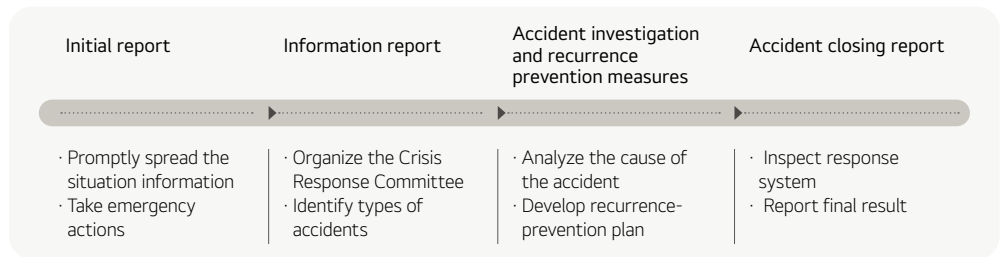 Initial report
Information report
Accident investigation
and recurrence
prevention measures
Accident closing report
· Promptly spread the
situation information
· Take emergency
actions
· Organize the Crisis
Response Committee
· Identify types of
accidents
· Analyze the cause of
the accident
· Develop recurrence-
prevention plan
· Inspect response
system
· Report final result